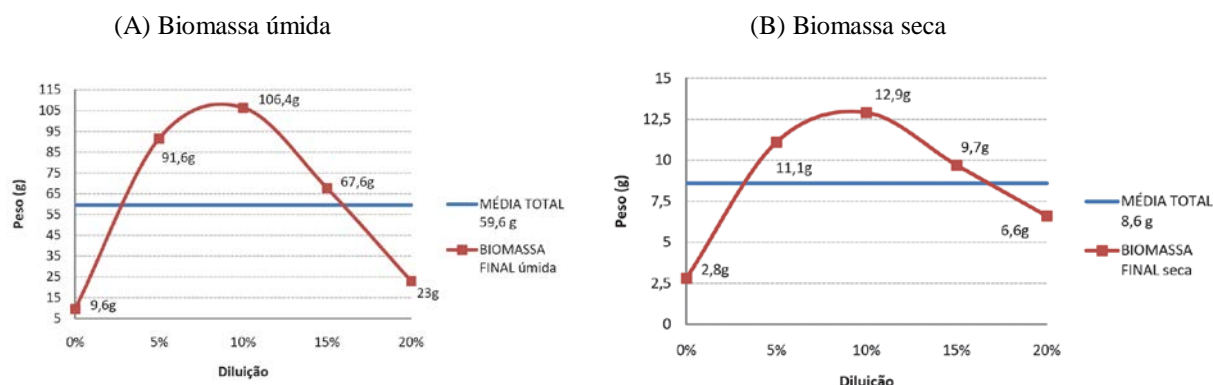 (A) Biomassa úmida
Peso (g)
115
105
95
85
75
65
55
45
35
25
15
5
9,6g
91,6g
106,4g
67,6g
23g
0%
5%
10%
15%
20%
Diluição
MÉDIA TOTAL
59,6 g
BIOMASSA
FINAL úmida
(B) Biomassa seca
Peso (g)
15
12,5
10
7,5
5
2,5
0
2,8g
11,1g
12,9g
9,7g
6,6g
0%
5%
10%
15%
20%
Diluição
MÉDIA TOTAL
8,6 g
BIOMASSA
FINAL seca